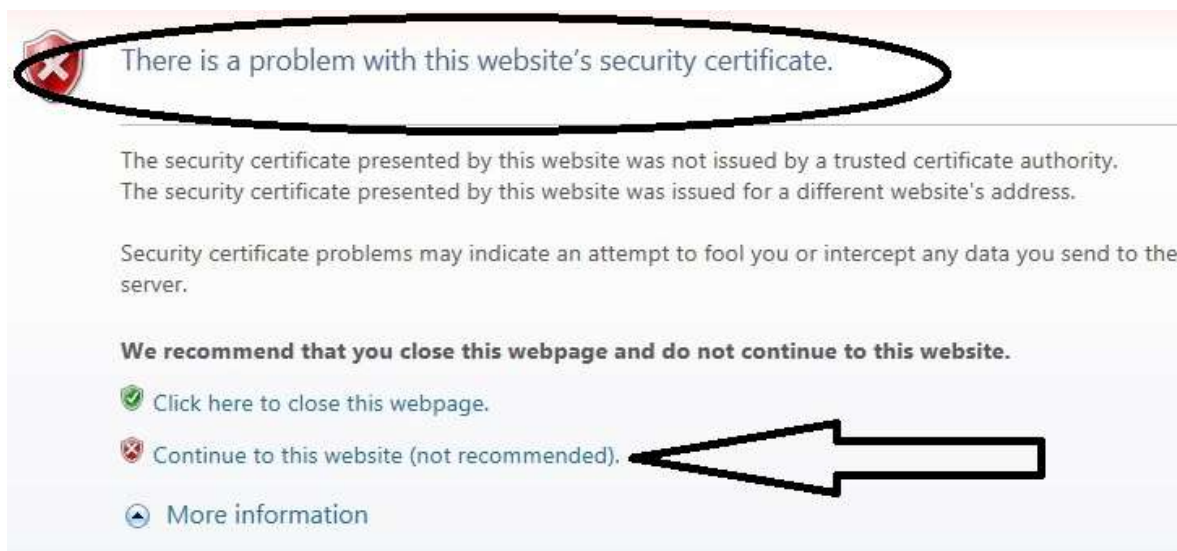 There is a problem with this website's security certificate.
The security certificate presented by this website was not issued by a trusted certificate authority.
The security certificate presented by this website was issued for a different website's address.
Security certificate problems may indicate an attempt to fool you or intercept any data you send to the
server.
We recommend that you close this webpage and do not continue to this website.
Click here to close this webpage.
Continue to this website (not recommended).
More information